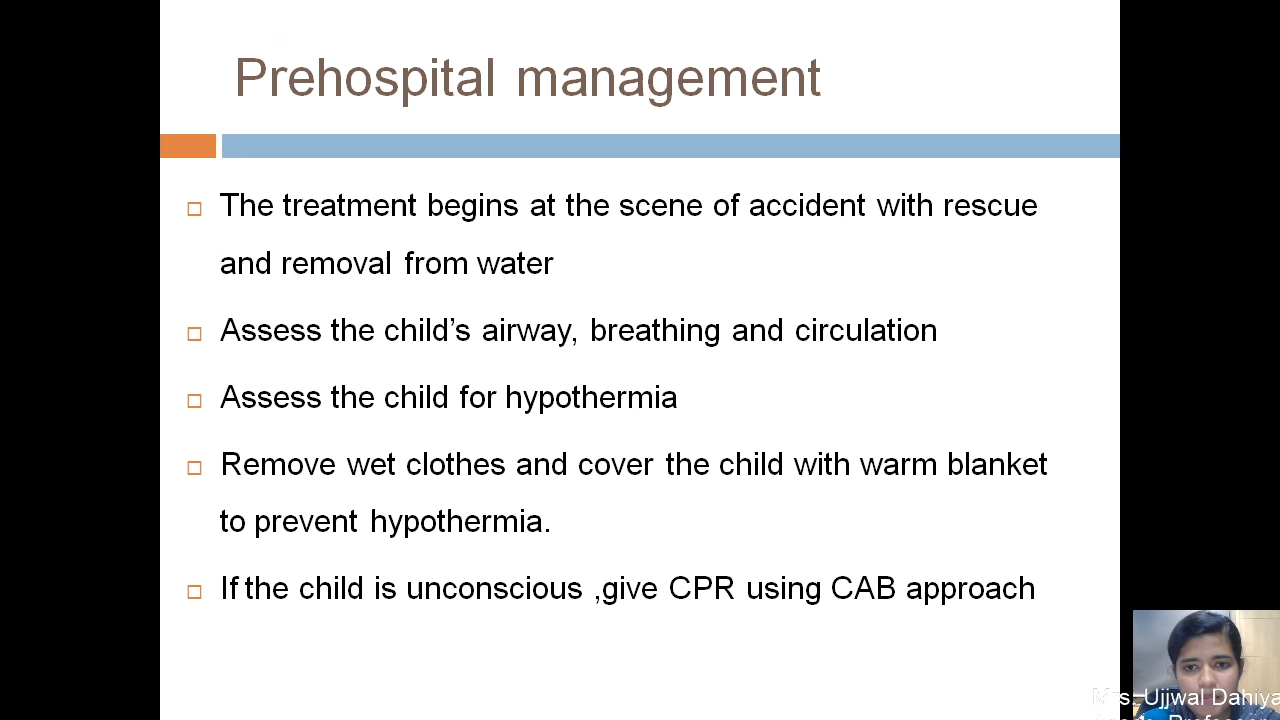 Prehospital management
The treatment begins at the scene of accident with rescue
and removal from water
Assess the child’s airway, breathing and circulation
Assess the child for hypothermia
Remove wet clothes and cover the child with warm blanket
to prevent hypothermia.
If the child is unconscious ,give CPR using CAB approach
Mrs. Ujjwal Dahiya